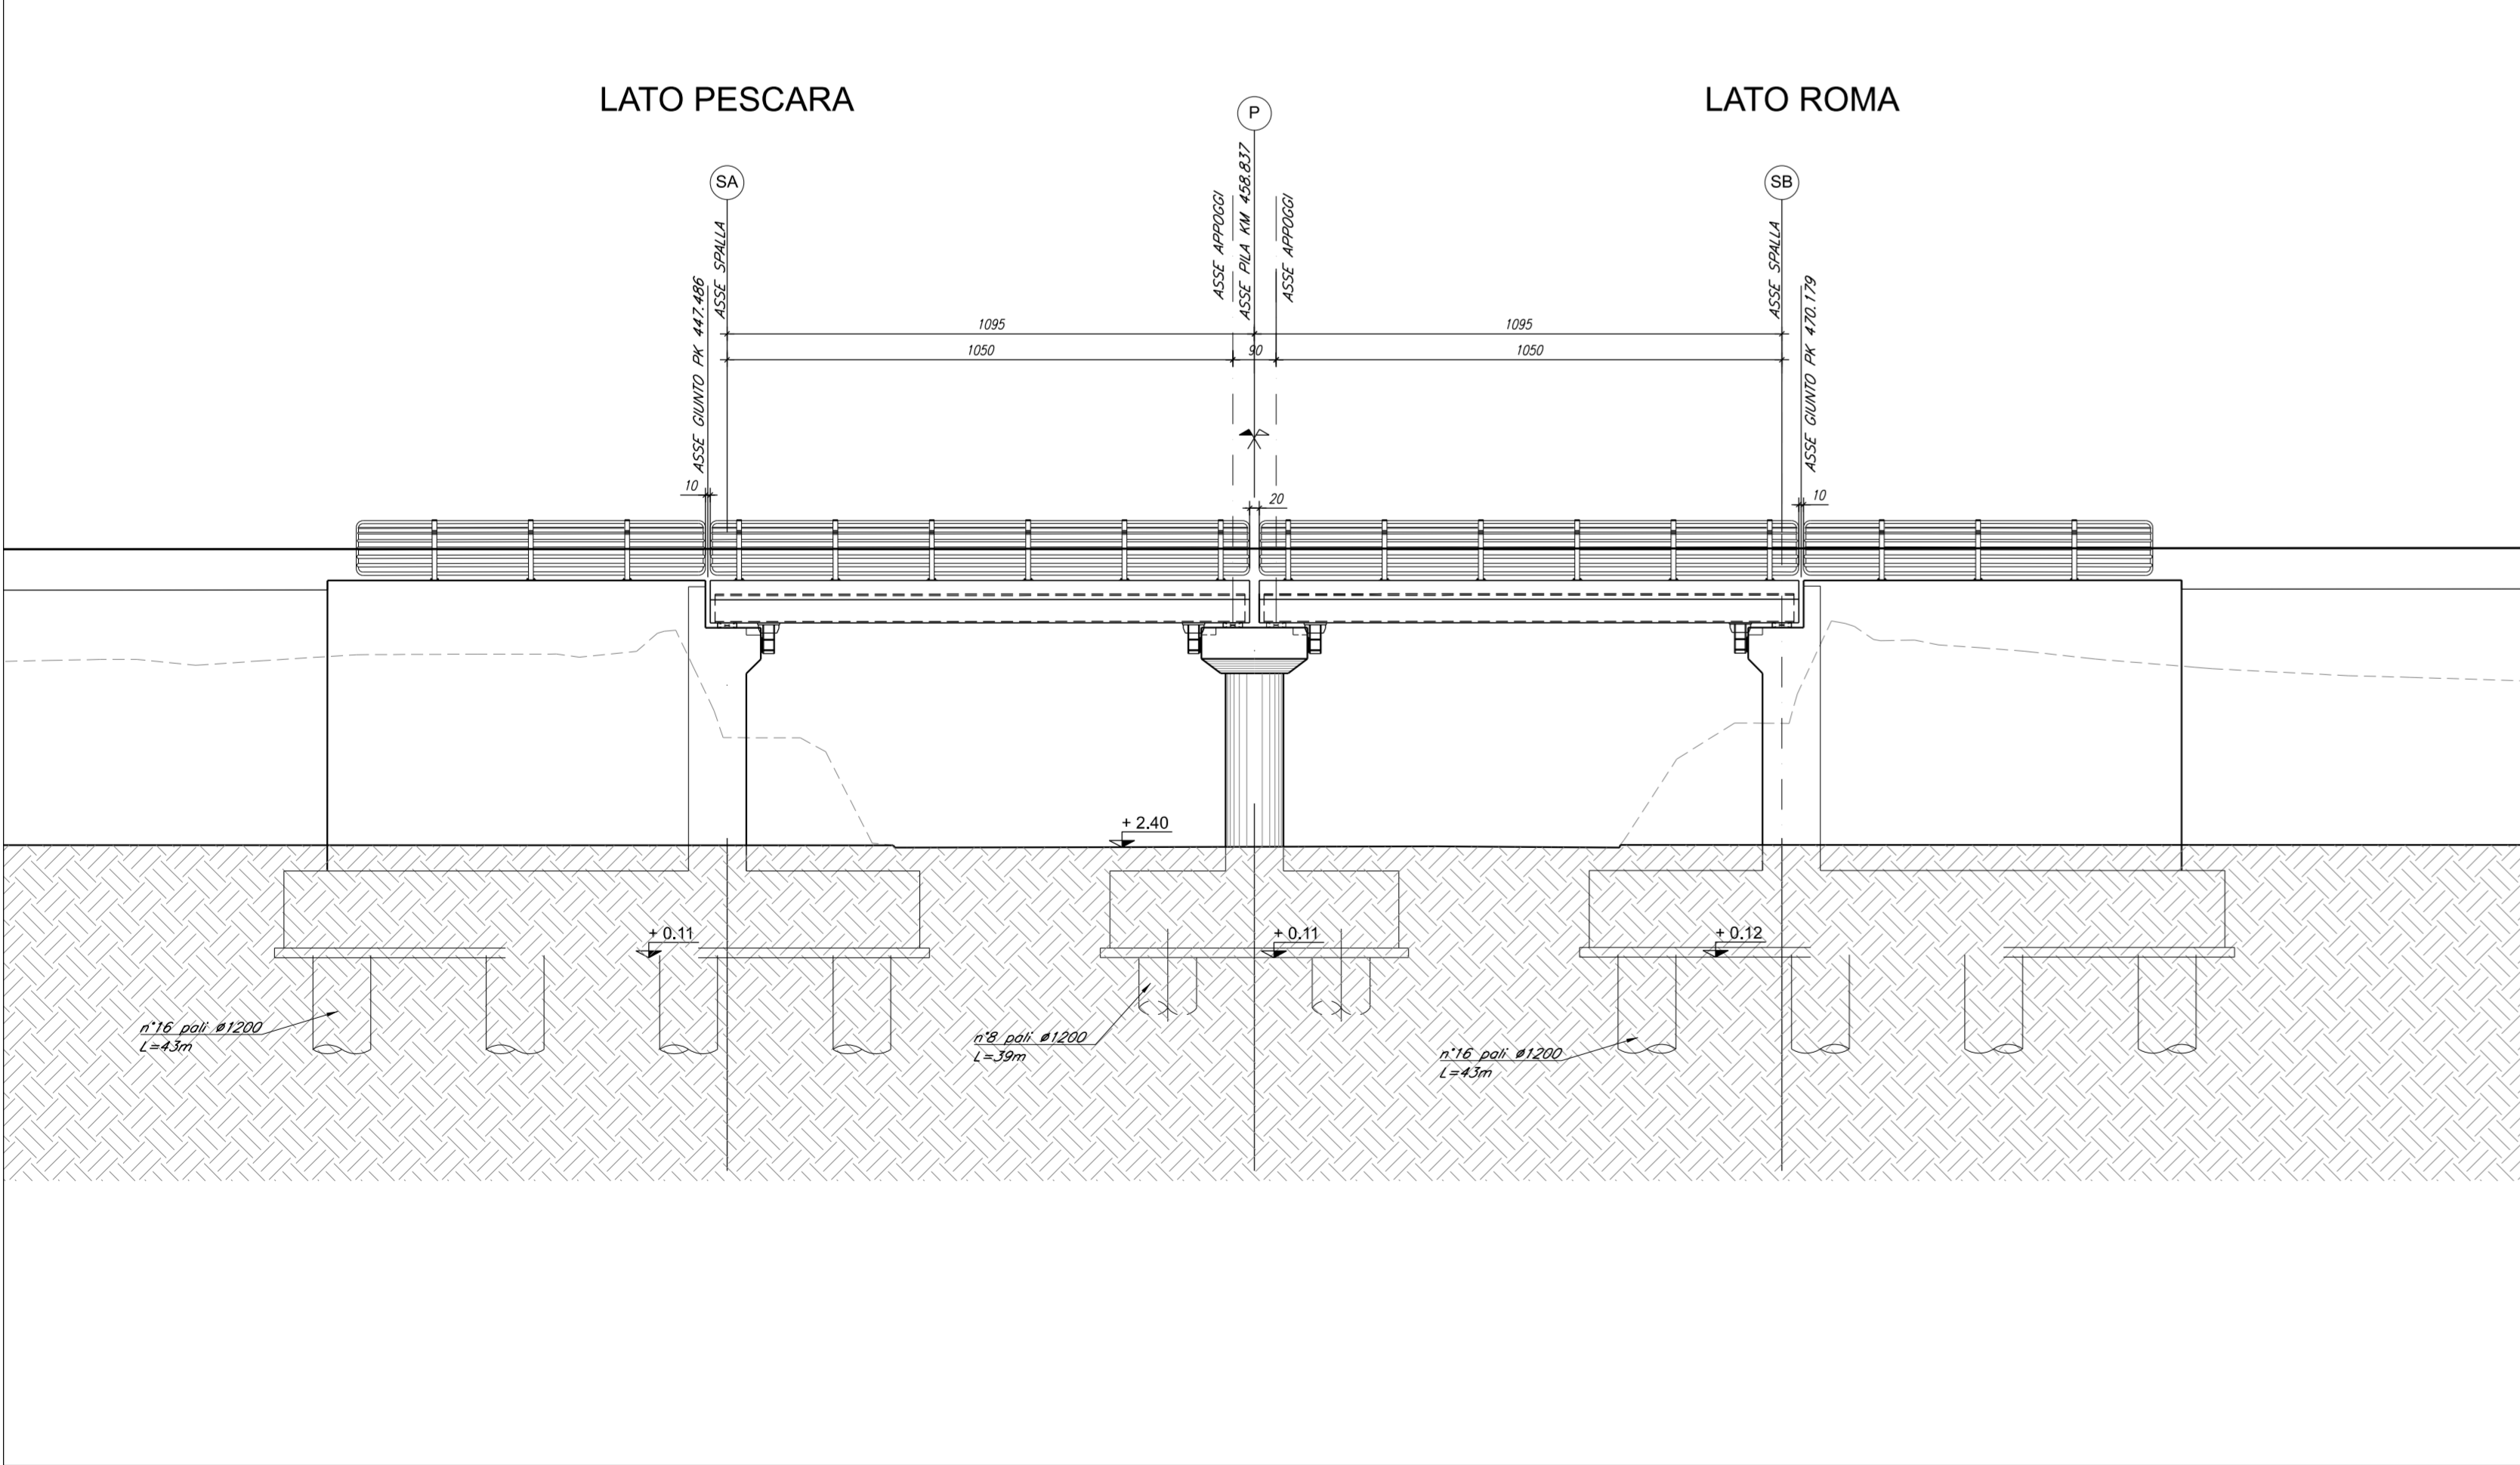 LATO PESCARA
LATO ROMA
P
SA
SB
ASSE GIUNTO PK 447.486
ASSE SPALLA
ASSE APPOGGI
ASSE PILA KM 458.837
ASSE APPOGGI
ASSE SPALLA
ASSE GIUNTO PK 470.179
1095
1095
1050
90
1050
10
20
10
+ 2.40
+ 0.11
+ 0.11
+ 0.12
n°16 pali ø1200
L=43m
n°8 pali ø1200
L=39m
n°16 pali ø1200
L=43m